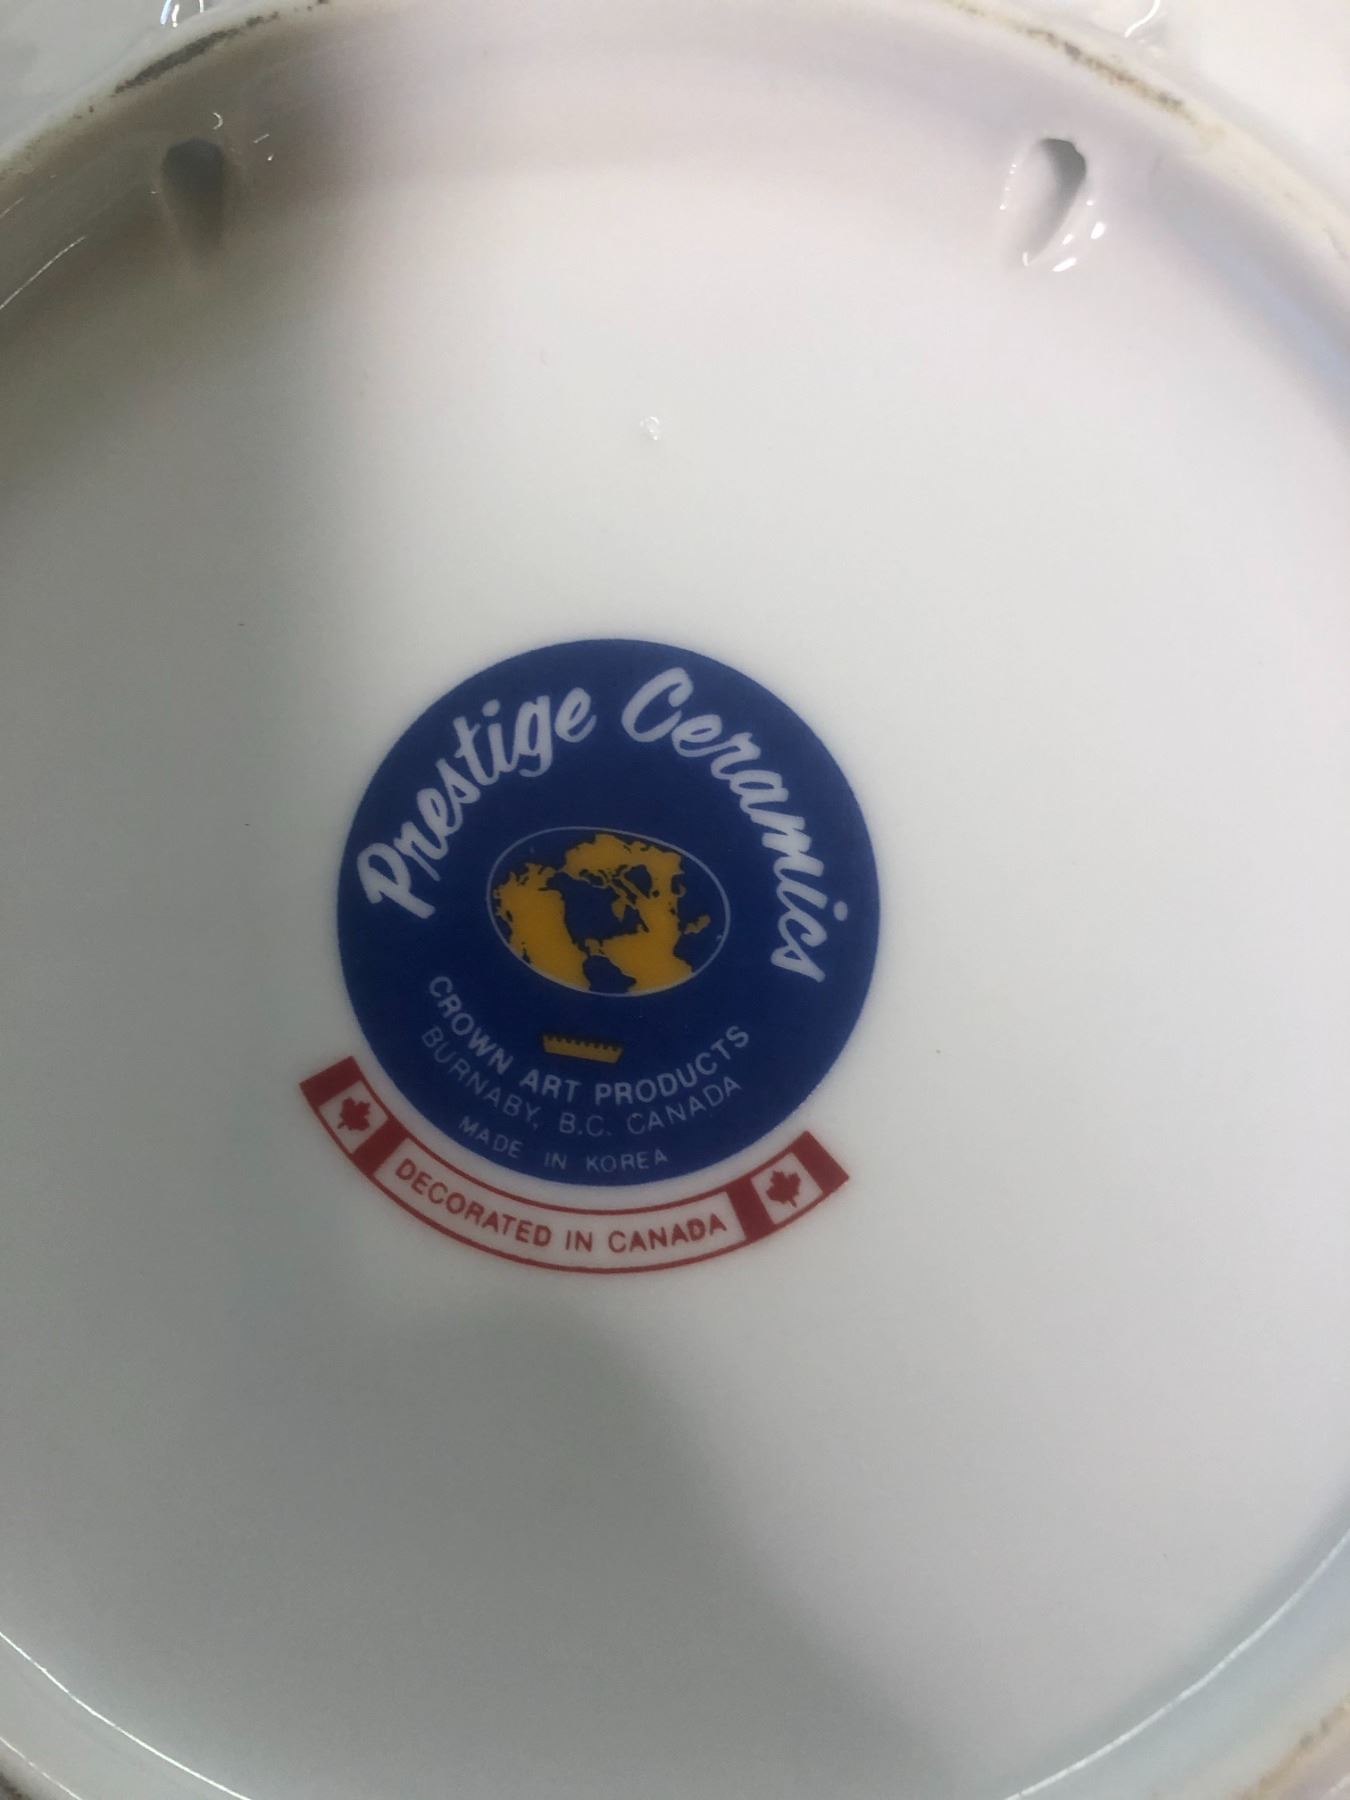 Prestige Ceramics
CROWN ART PRODUCTS
BURNABY, B.C. CANADA
MADE IN KOREA
DECORATED IN CANADA